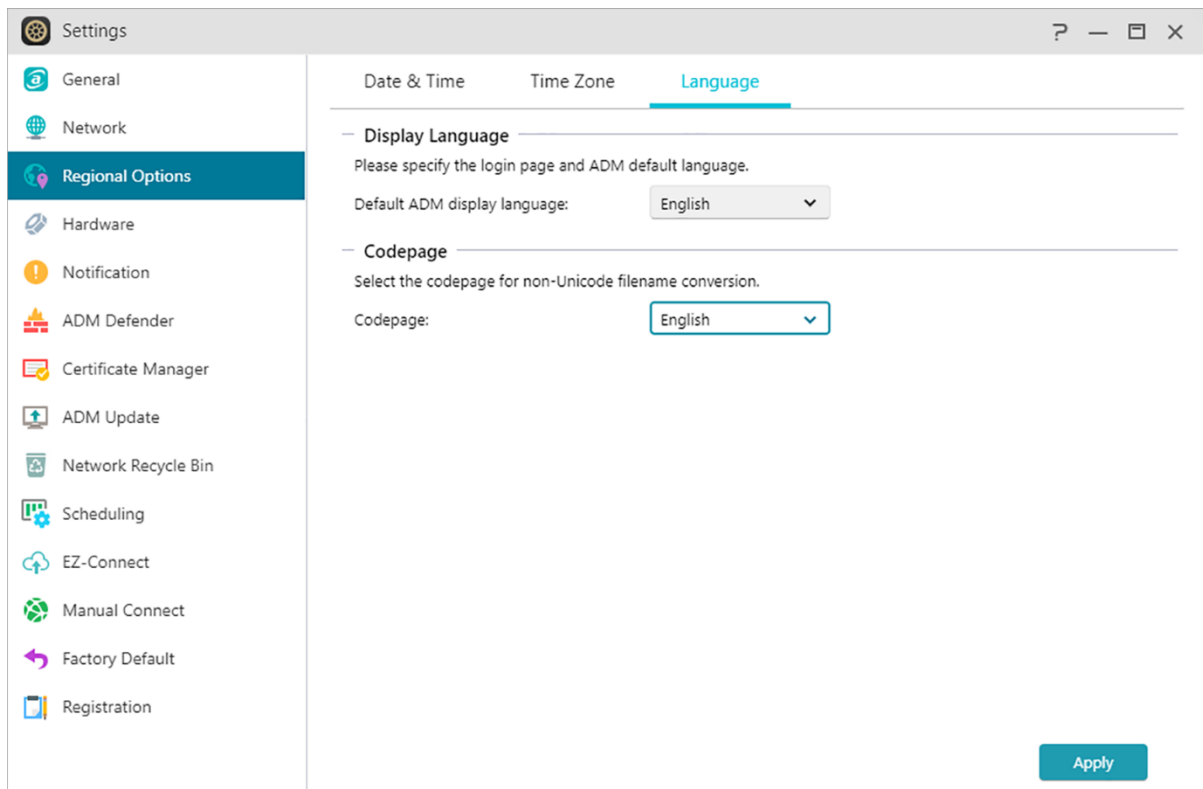 Settings
General
Network
Regional Options
Hardware
Notification
ADM Defender
Certificate Manager
ADM Update
Network Recycle Bin
Scheduling
EZ-Connect
Manual Connect
Factory Default
Registration
Date & Time Time Zone Language
Display Language
Please specify the login page and ADM default language.
Default ADM display language: English
Codepage
Select the codepage for non-Unicode filename conversion.
Codepage: English
Apply